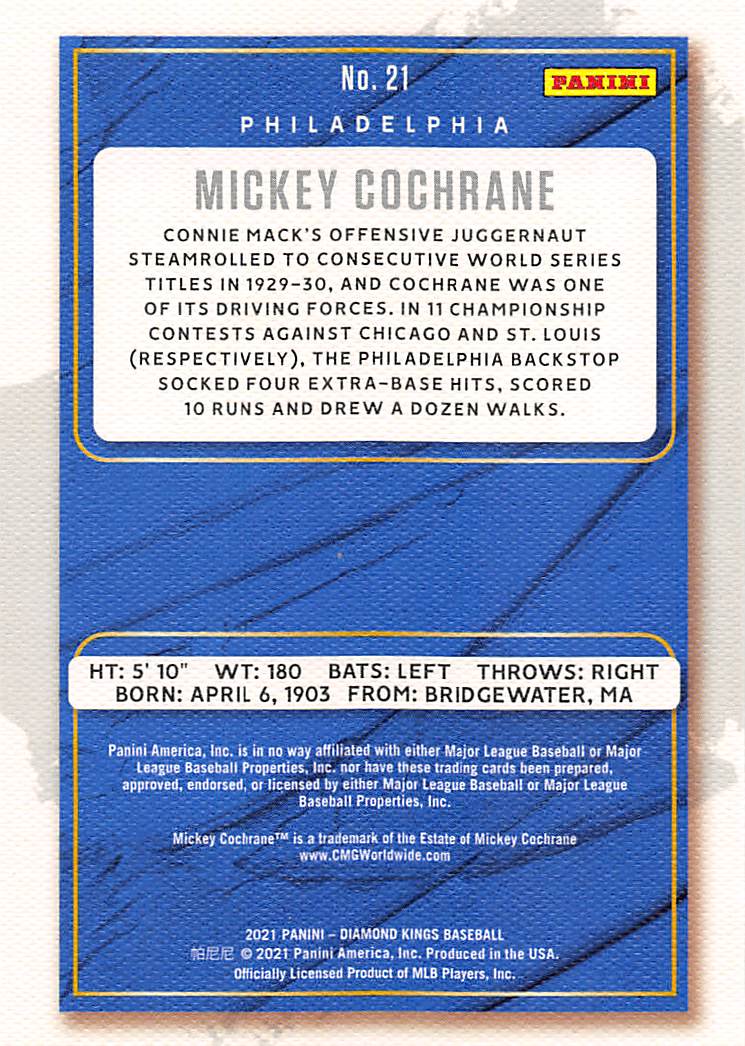 No. 21
PANINI
PHILADELPHIA
MICKEY COCHRANE
CONNIE MACK'S OFFENSIVE JUGGERNAUT
STEAMROLLED TO CONSECUTIVE WORLD SERIES
TITLES IN 1929–30, AND COCHRANE WAS ONE
OF ITS DRIVING FORCES. IN 11 CHAMPIONSHIP
CONTESTS AGAINST CHICAGO AND ST. LOUIS
(RESPECTIVELY), THE PHILADELPHIA BACKSTOP
SOCKED FOUR EXTRA–BASE HITS, SCORED
10 RUNS AND DREW A DOZEN WALKS.
HT: 5' 10" WT: 180 BATS: LEFT THROWS: RIGHT
BORN: APRIL 6, 1903 FROM: BRIDGEWATER, MA
Panini America, Inc. is in no way affiliated with either Major League Baseball or Major
League Baseball Properties, Inc. nor have these trading cards been prepared,
approved, endorsed, or licensed by either Major League Baseball or Major League
Baseball Properties, Inc.
Mickey Cochrane™ is a trademark of the Estate of Mickey Cochrane
www.CMGWorldwide.com
2021 PANINI – DIAMOND KINGS BASEBALL
帕尼尼 © 2021 Panini America, Inc. Produced in the USA.
Officially Licensed Product of MLB Players, Inc.